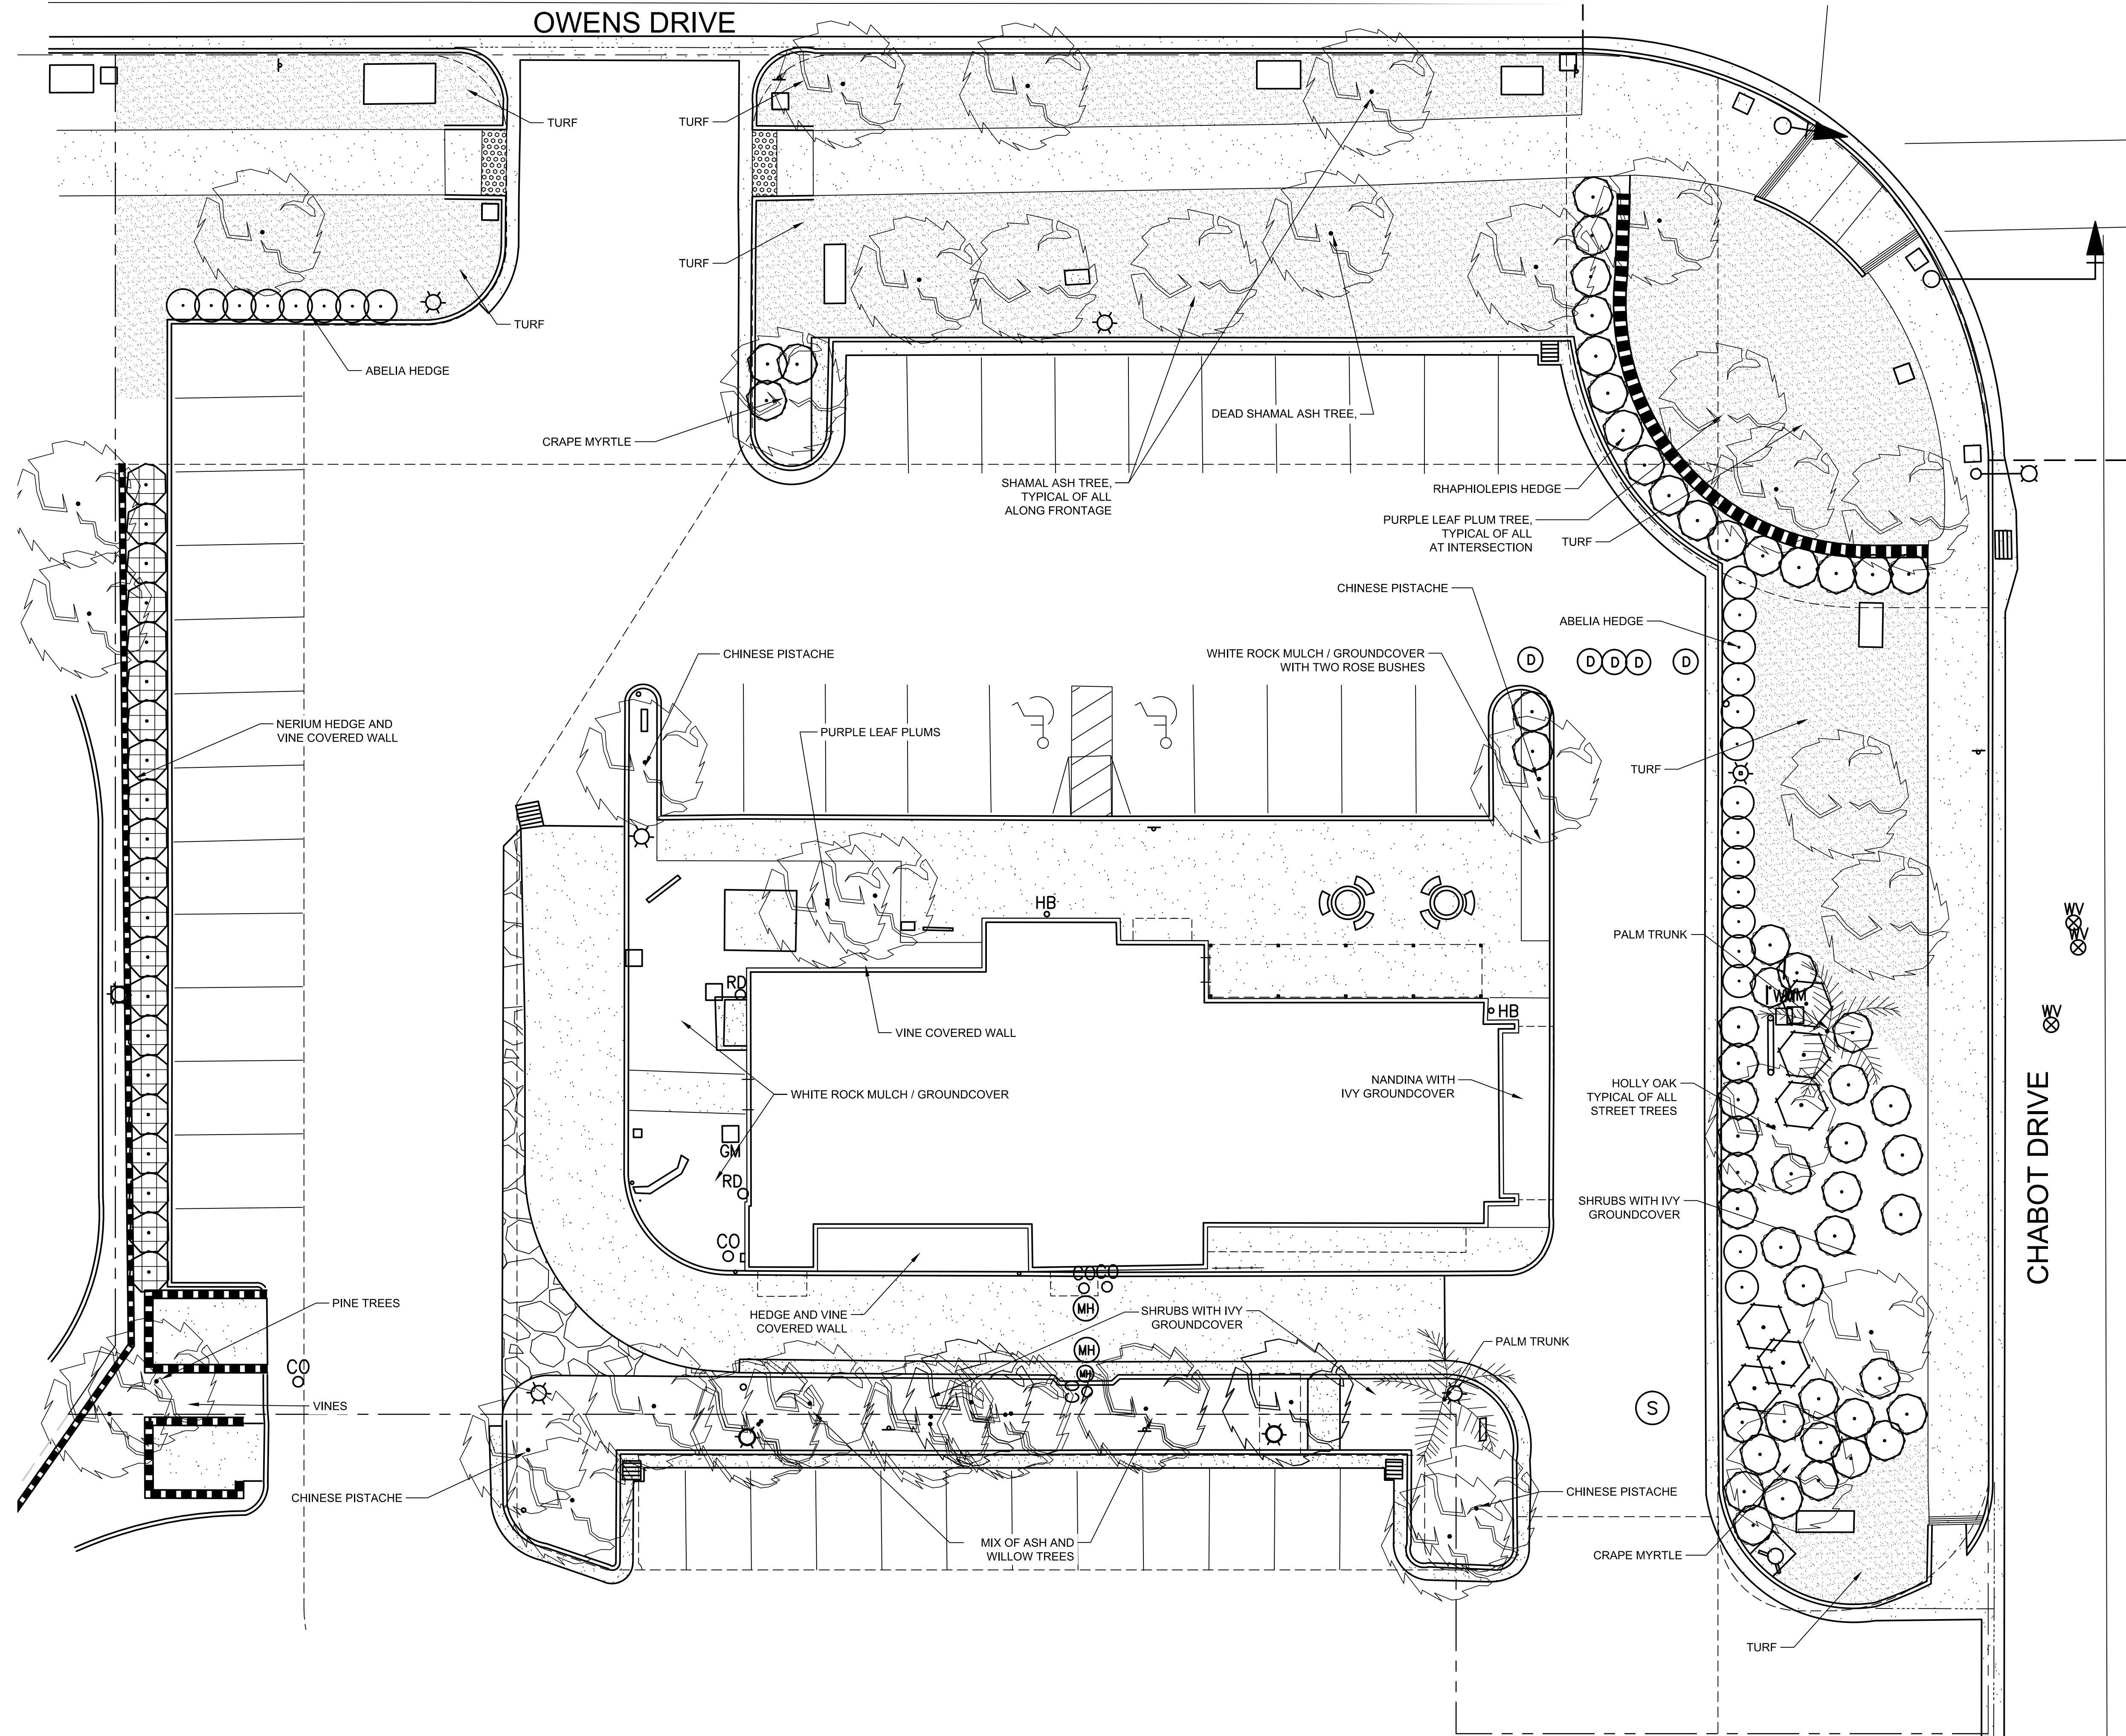 OWENS DRIVE
TURF
TURF
TURF
TURF
ABELIA HEDGE
CRAPE MYRTLE
DEAD SHAMAL ASH TREE,
SHAMAL ASH TREE,
TYPICAL OF ALL
ALONG FRONTAGE
RHAPHIOLEPIS HEDGE
PURPLE LEAF PLUM TREE,
TYPICAL OF ALL
AT INTERSECTION
TURF
CHINESE PISTACHE
ABELIA HEDGE
CHINESE PISTACHE
WHITE ROCK MULCH / GROUNDCOVER
WITH TWO ROSE BUSHES
D
D
D
D
D
NERIUM HEDGE AND
VINE COVERED WALL
PURPLE LEAF PLUMS
TURF
HB
PALM TRUNK
WV
WV
RD
WV
HB
WV
VINE COVERED WALL
NANDINA WITH
IVY GROUNDCOVER
WHITE ROCK MULCH / GROUNDCOVER
HOLLY OAK
TYPICAL OF ALL
STREET TREES
GM
RD
CHABOT DRIVE
SHRUBS WITH IVY
GROUNDCOVER
CO
CO
CO
PINE TREES
MH
HEDGE AND VINE
COVERED WALL
SHRUBS WITH IVY
GROUNDCOVER
PALM TRUNK
MH
CO
MH
CO
VINES
S
CHINESE PISTACHE
CHINESE PISTACHE
MIX OF ASH AND
WILLOW TREES
CRAPE MYRTLE
TURF